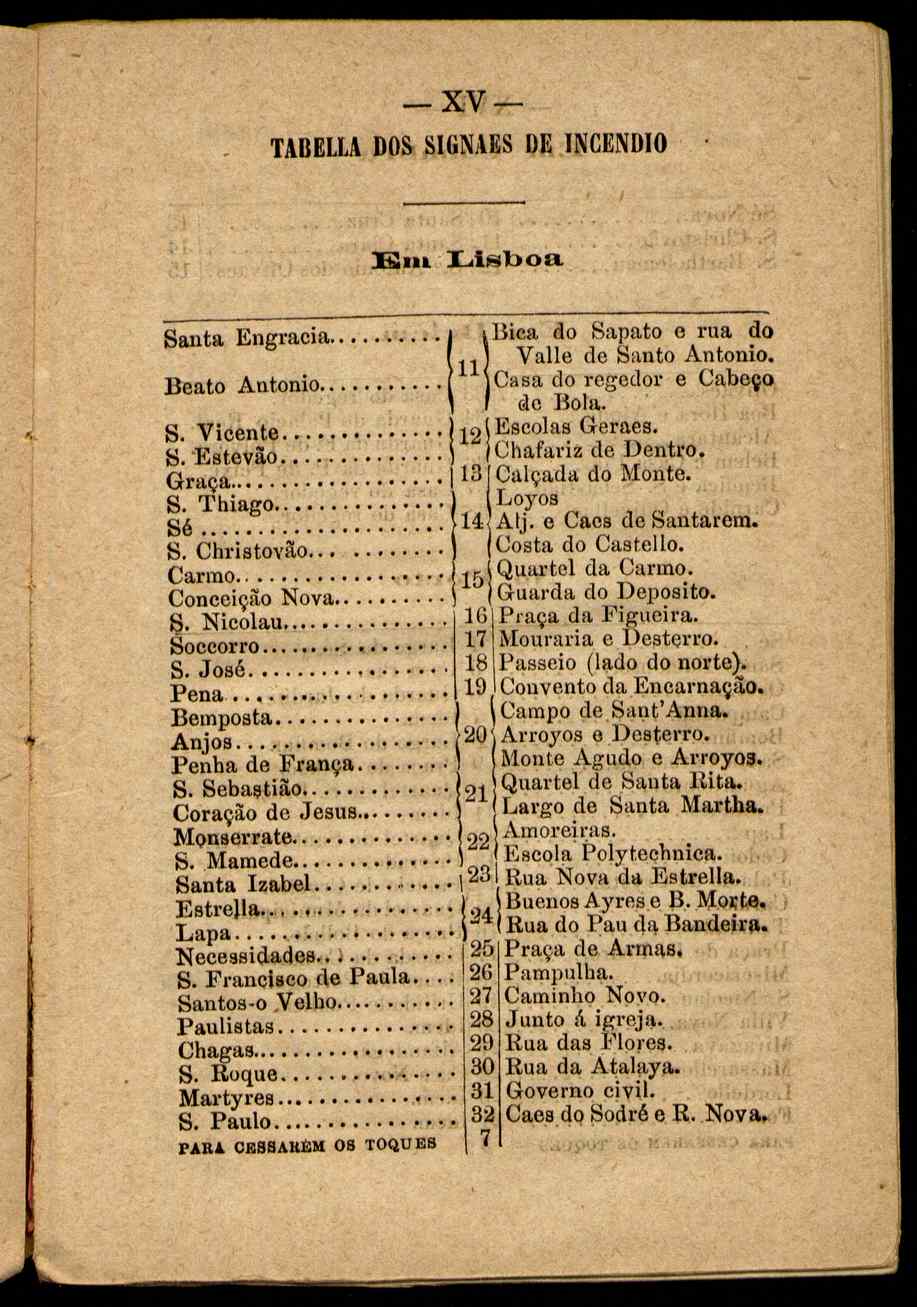 — XV —
TABELLA DOS SIGNAES DE INCENDIO
Em Lisboa
Santa Engracia.......... 11 Bica do Sapato e rua do
Valle de Santo Antonio.
Beato Antonio........... Casa do regedor e Cabeço
de Bola.
S. Vicente.............. 12 Escolas Geraes.
S. Estevão.............. Chafariz de Dentro.
Graça................... 13 Calçada do Monte.
S. Thiago............... Loyos
Sé ..................... 14 Alj. e Caes de Santarem.
S. Christovão... ........ Costa do Castello.
Carmo.................. 15 Quartel do Carmo.
Conceição Nova.......... Guarda do Deposito.
S. Nicolau.............. 16 Praça da Figueira.
Soccorro................ 17 Mouraria e Desterro.
S. José................. 18 Passeio (lado do norte).
Pena.................... 19 Convento da Encarnação.
Bemposta............... Campo de Sant'Anna.
Anjos................... 20 Arroyos e Desterro.
Penha de França........ Monte Agudo e Arroyos.
S. Sebastião............. 21 Quartel de Santa Rita.
Coração de Jesus......... Largo de Santa Martha.
Monserrate.............. 22 Amoreiras.
S. Mamede.............. Escola Polytechnica.
Santa Izabel............. 23 Rua Nova da Estrella.
Estrella................. 24 Buenos Ayres e B. Morte.
Lapa................... Rua do Pau da Bandeira.
Necessidades............ 25 Praça de Armas.
S. Francisco de Paula.... 26 Pampulha.
Santos-o Velho.......... 27 Caminho Novo.
Paulistas............... 28 Junto á igreja.
Chagas................. 29 Rua das Flores.
S. Roque............... 30 Rua da Atalaya.
Martyres............... 31 Governo civil.
S. Paulo................ 32 Caes do Sodré e R. Nova.
PARA CESSAREM OS TOQUES 7